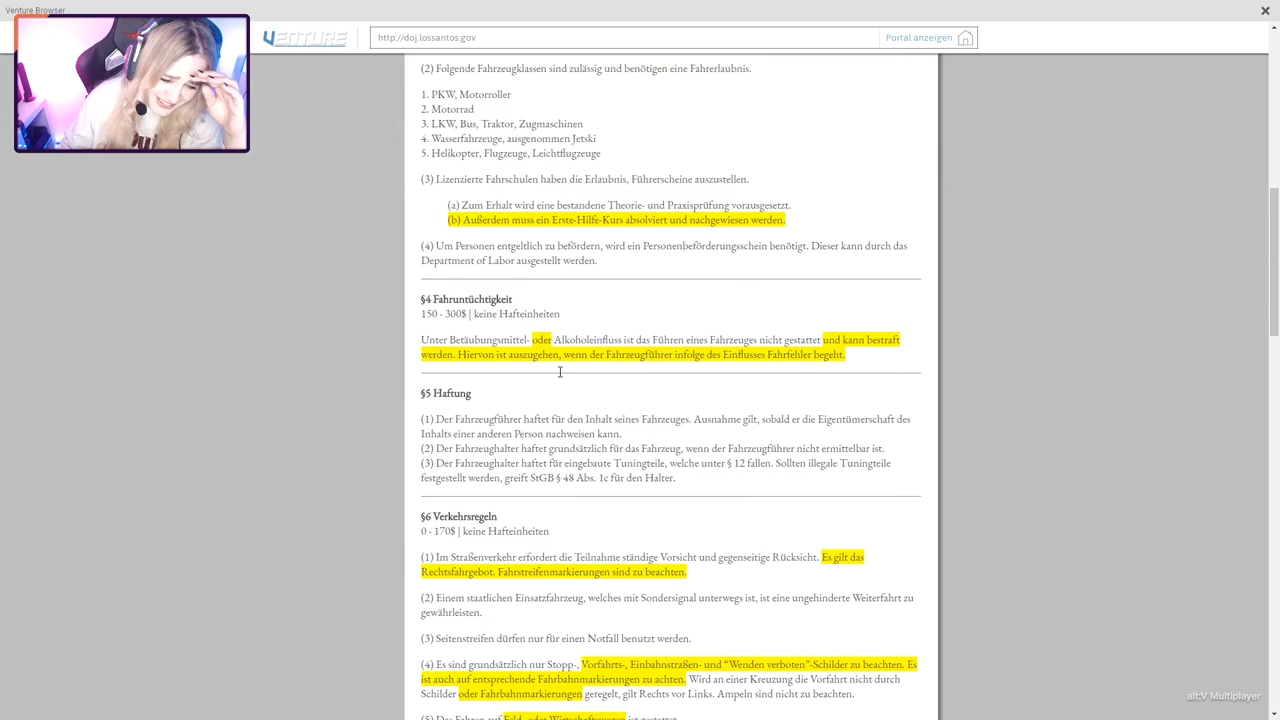 Venture Browser
VENTURE
http://doj.lossantos.gov
Portal anzeigen
(2) Folgende Fahrzeugklassen sind zulässig und benötigen eine Fahrerlaubnis.
1. PKW, Motorroller
2. Motorrad
3. LKW, Bus, Traktor, Zugmaschinen
4. Wasserfahrzeuge, ausgenommen Jetski
5. Helikopter, Flugzeuge, Leichtflugzeuge
(3) Lizenzierte Fahrschulen haben die Erlaubnis, Führerscheine auszustellen.
(a) Zum Erhalt wird eine bestandene Theorie- und Praxisprüfung vorausgesetzt.
(b) Außerdem muss ein Erste-Hilfe-Kurs absolviert und nachgewiesen werden.
(4) Um Personen entgeltlich zu befördern, wird ein Personenbeförderungsschein benötigt. Dieser kann durch das
Department of Labor ausgestellt werden.
§4 Fahruntüchtigkeit
150 - 300$ | keine Hafteinheiten
Unter Betäubungsmittel- oder Alkoholeinfluss ist das Führen eines Fahrzeuges nicht gestattet und kann bestraft
werden. Hiervon ist auszugehen, wenn der Fahrzeugführer infolge des Einflusses Fahrfehler begeht.
§5 Haftung
(1) Der Fahrzeugführer haftet für den Inhalt seines Fahrzeuges. Ausnahme gilt, sobald er die Eigentümerschaft des
Inhalts einer anderen Person nachweisen kann.
(2) Der Fahrzeughalter haftet grundsätzlich für das Fahrzeug, wenn der Fahrzeugführer nicht ermittelbar ist.
(3) Der Fahrzeughalter haftet für eingebaute Tuningteile, welche unter § 12 fallen. Sollten illegale Tuningteile
festgestellt werden, greift StGB § 48 Abs. 1c für den Halter.
§6 Verkehrsregeln
0 - 170$ | keine Hafteinheiten
(1) Im Straßenverkehr erfordert die Teilnahme ständige Vorsicht und gegenseitige Rücksicht. Es gilt das
Rechtsfahrgebot. Fahrstreifenmarkierungen sind zu beachten.
(2) Einem staatlichen Einsatzfahrzeug, welches mit Sondersignal unterwegs ist, ist eine ungehinderte Weiterfahrt zu
gewährleisten.
(3) Seitenstreifen dürfen nur für einen Notfall benutzt werden.
(4) Es sind grundsätzlich nur Stopp-, Vorfahrts-, Einbahnstraßen- und “Wenden verboten”-Schilder zu beachten. Es
ist auch auf entsprechende Fahrbahnmarkierungen zu achten. Wird an einer Kreuzung die Vorfahrt nicht durch
Schilder oder Fahrbahnmarkierungen geregelt, gilt Rechts vor Links. Ampeln sind nicht zu beachten.
(5) Das Fahren auf Feld- oder Wirtschaftswegen ist gestattet.
alt:V Multiplayer